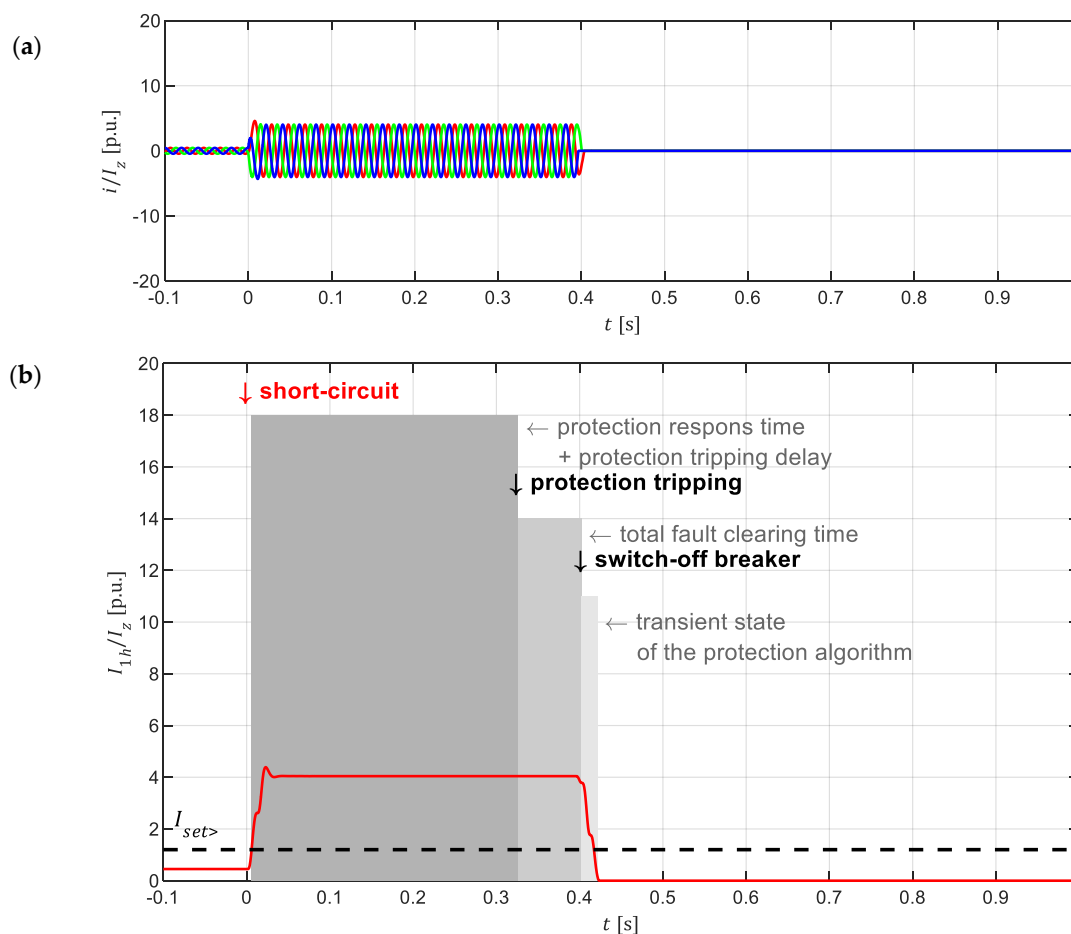 (a)
20
10
0
-10
-20
i/I_z [p.u.]
-0.1 0 0.1 0.2 0.3 0.4 0.5 0.6 0.7 0.8 0.9
t [s]
(b)
20
↓ short-circuit
18
← protection respons time
+ protection tripping delay
16
↓ protection tripping
14
← total fault clearing time
↓ switch-off breaker
12
10
← transient state
of the protection algorithm
8
6
4
2
0
I_set>
I_1h/I_z [p.u.]
-0.1 0 0.1 0.2 0.3 0.4 0.5 0.6 0.7 0.8 0.9
t [s]